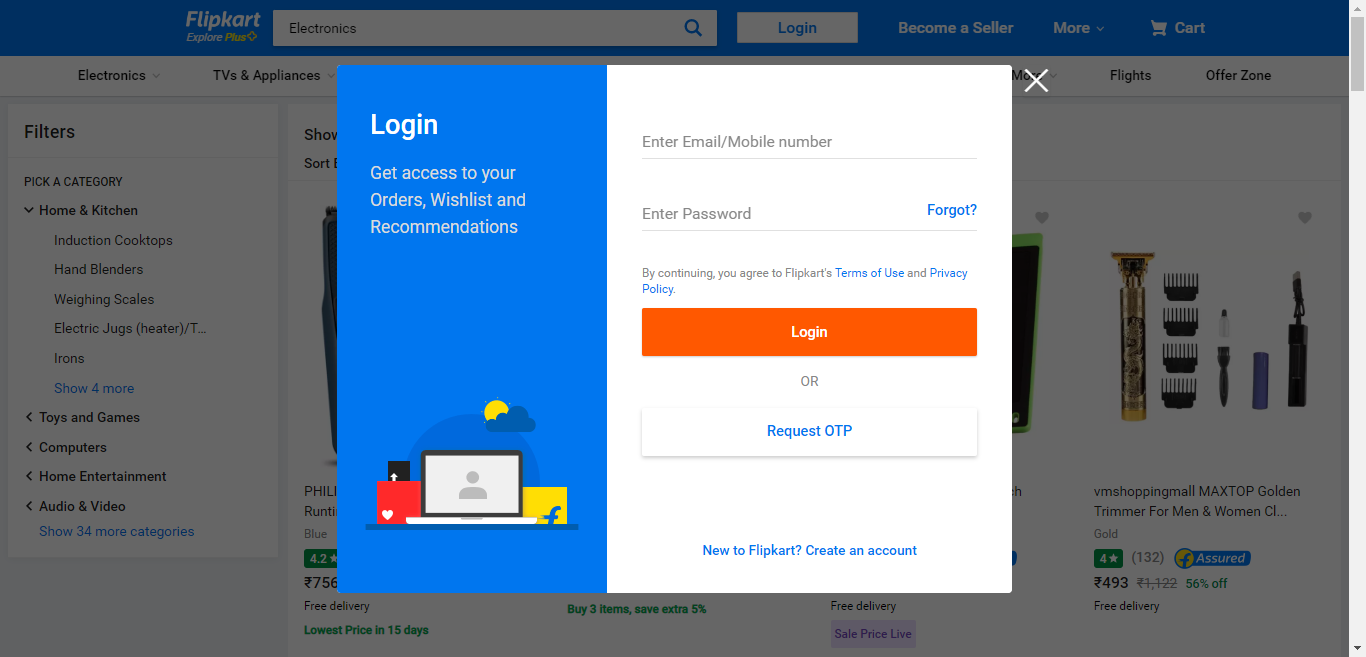 Flipkart
Explore Plus
Electronics
Login
Become a Seller
More
Cart
Electronics
TVs & Appliances
More
Flights
Offer Zone
Filters
PICK A CATEGORY
Home & Kitchen
Induction Cooktops
Hand Blenders
Weighing Scales
Electric Jugs (heater)/T...
Irons
Show 4 more
Toys and Games
Computers
Home Entertainment
Audio & Video
Show 34 more categories
Sort
Login
Get access to your
Orders, Wishlist and
Recommendations
Enter Email/Mobile number
Enter Password
Forgot?
By continuing, you agree to Flipkart's Terms of Use and Privacy
Policy.
Login
OR
Request OTP
New to Flipkart? Create an account
Blue
4.2★
₹756
Free delivery
Lowest Price in 15 days
Buy 3 items, save extra 5%
Free delivery
Sale Price Live
vmshoppingmall MAXTOP Golden
Trimmer For Men & Women Cl...
Gold
4★ (132) Assured
₹493 ₹1,122 56% off
Free delivery